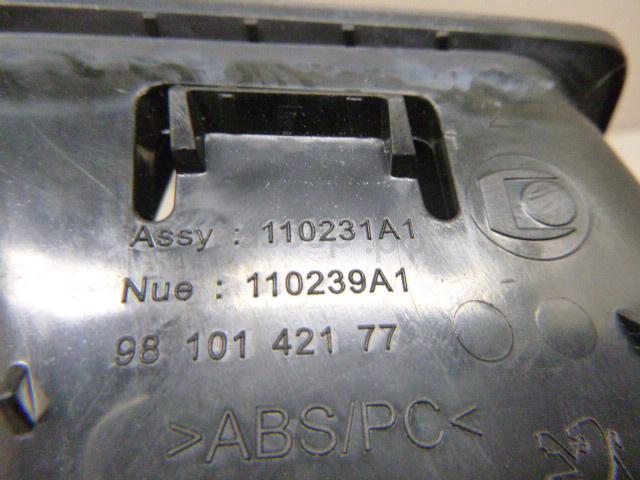 Assy : 110231A1
Nue : 110239A1
98 101 421 77
>ABS/PC<